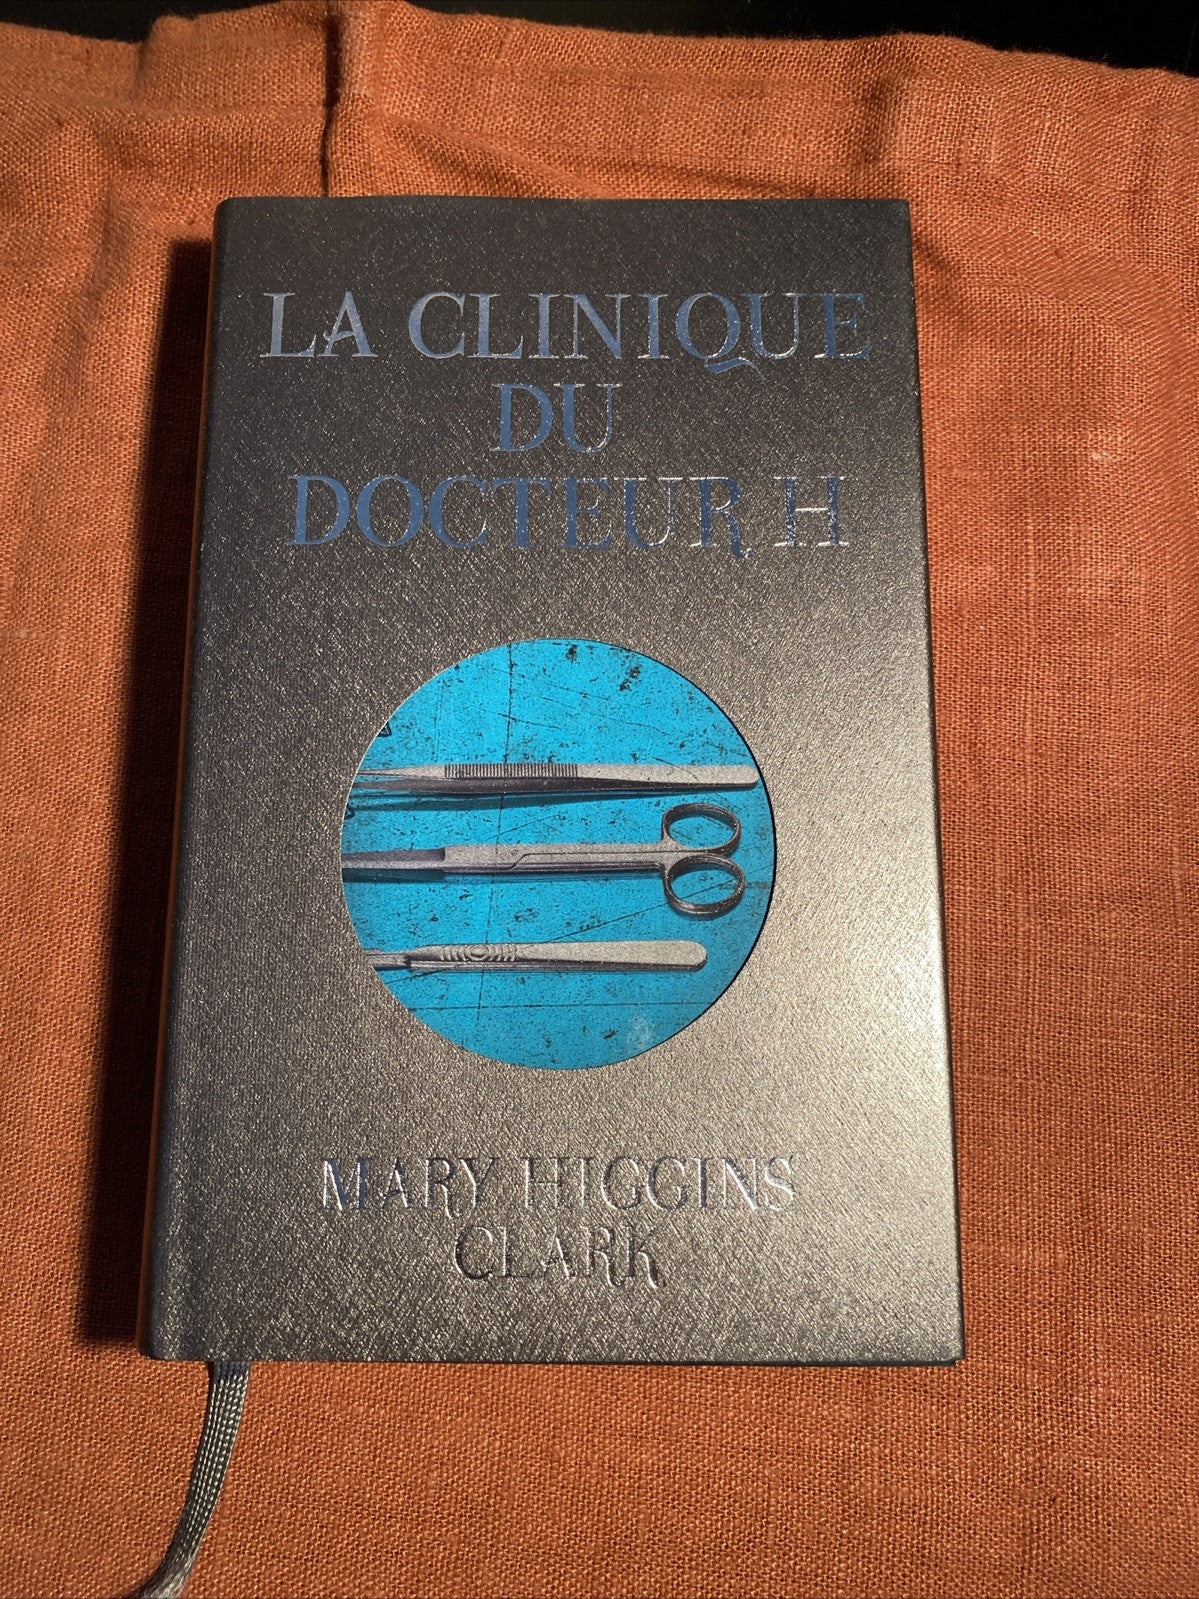 LA CLINIQUE
DU
DOCTEUR H
MARY HIGGINS
CLARK